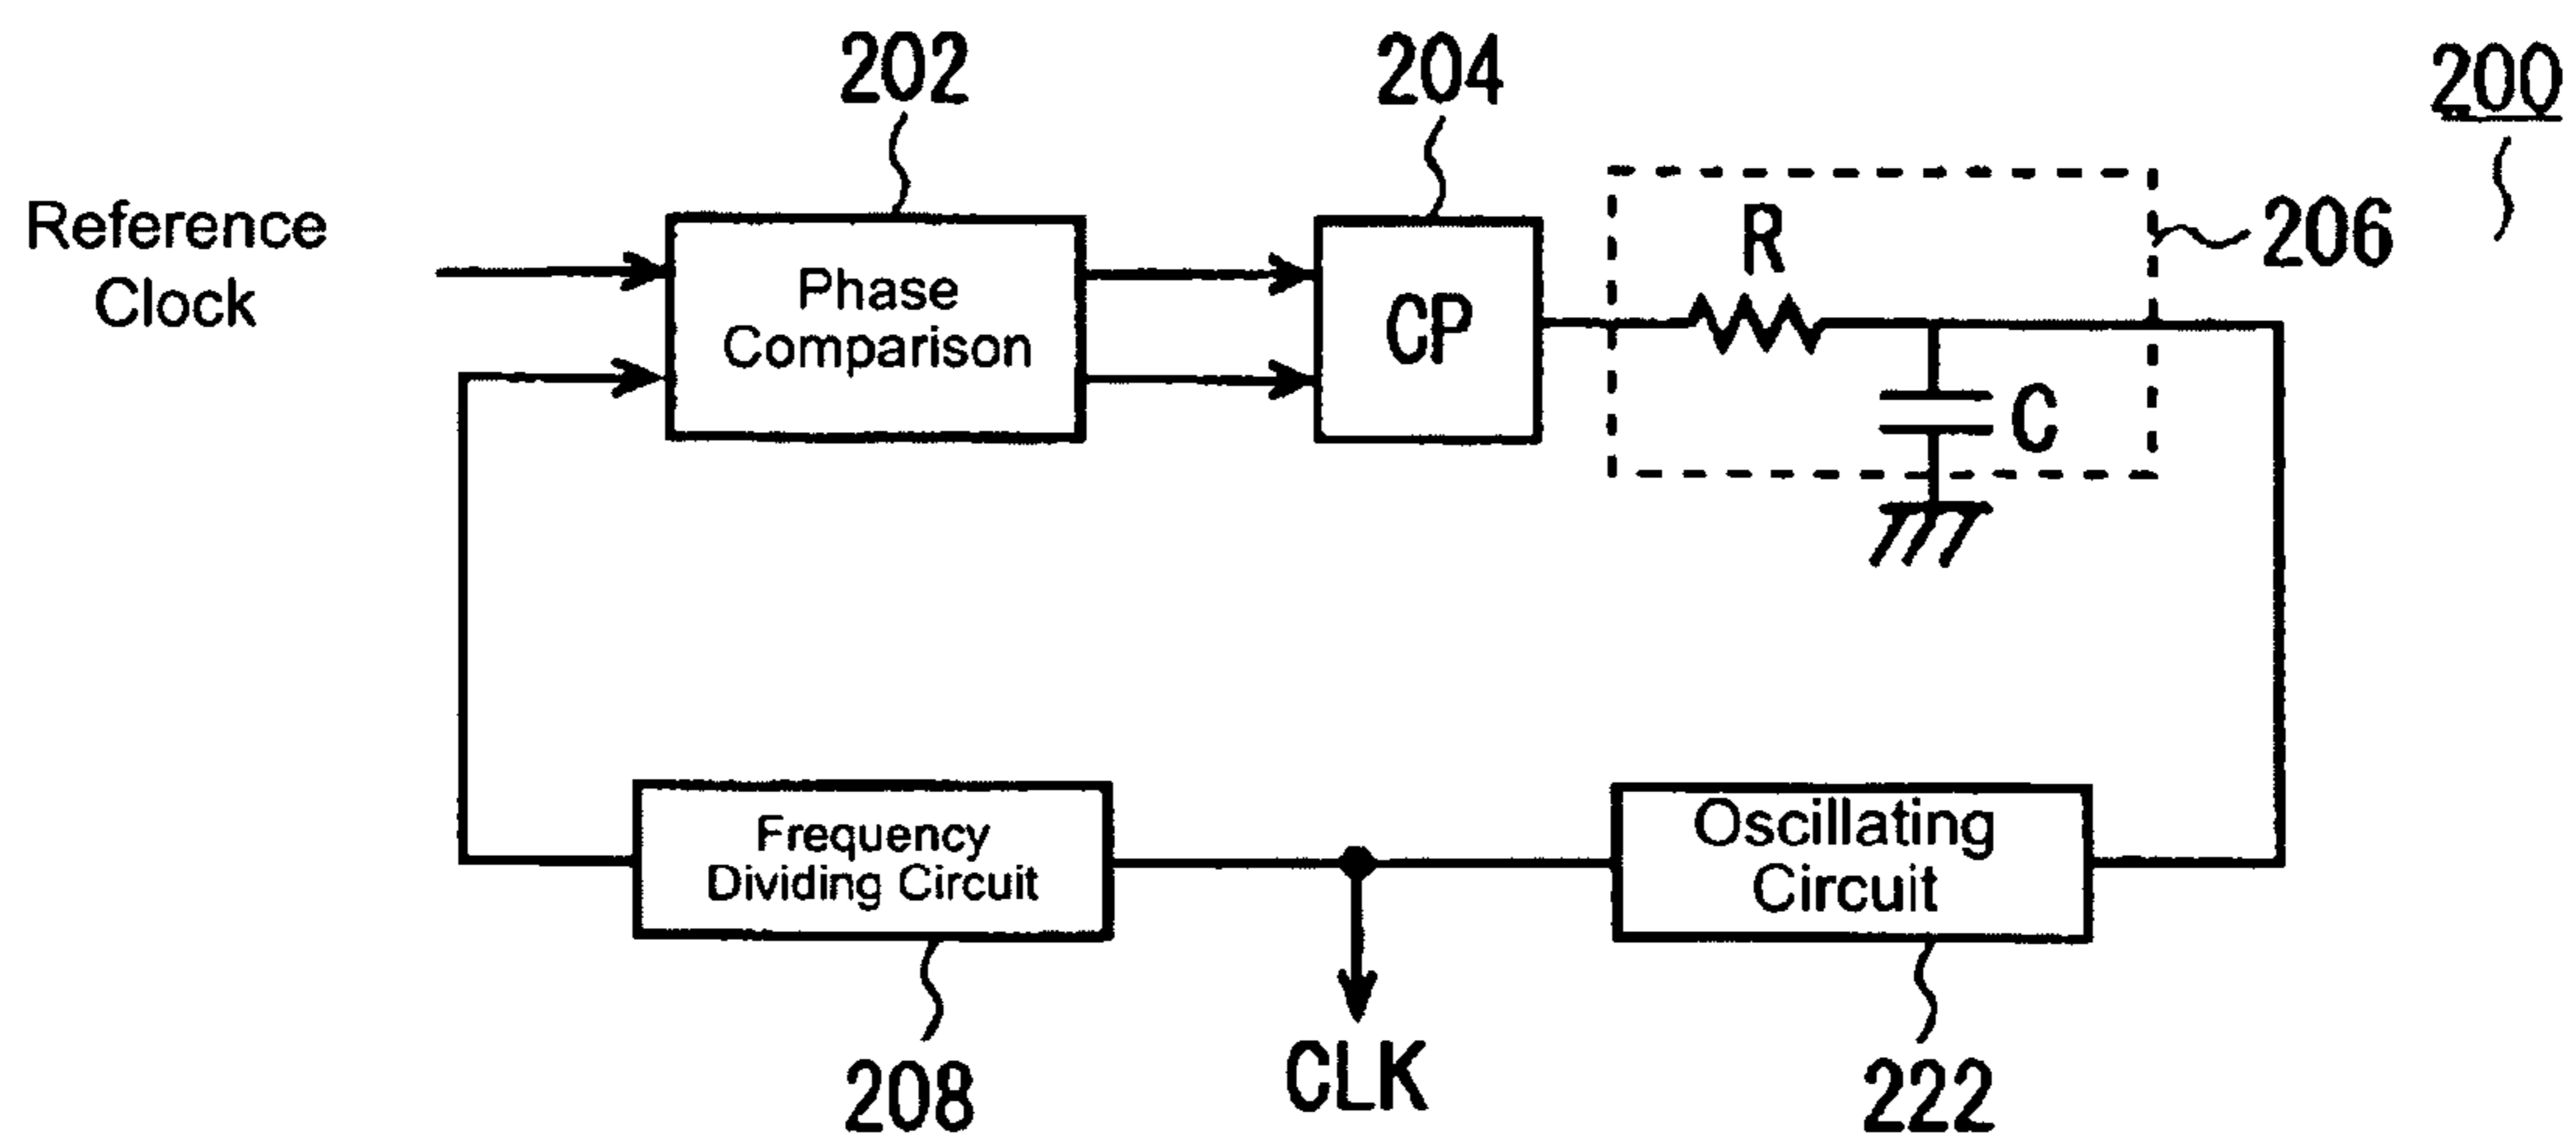 202
204
200
Reference
Clock
Phase
Comparison
CP
R
C
206
Frequency
Dividing Circuit
Oscillating
Circuit
208
CLK
222